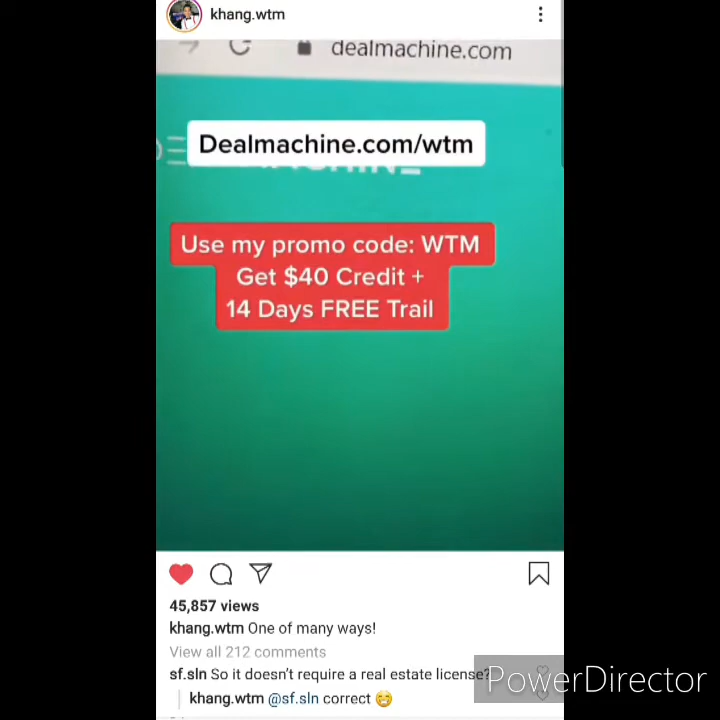 khang.wtm
dealmachine.com
Dealmachine.com/wtm
Use my promo code: WTM
Get $40 Credit +
14 Days FREE Trail
45,857 views
khang.wtm One of many ways!
View all 212 comments
sf.sln So it doesn't require a real estate license?
khang.wtm @sf.sln correct 😁
PowerDirector